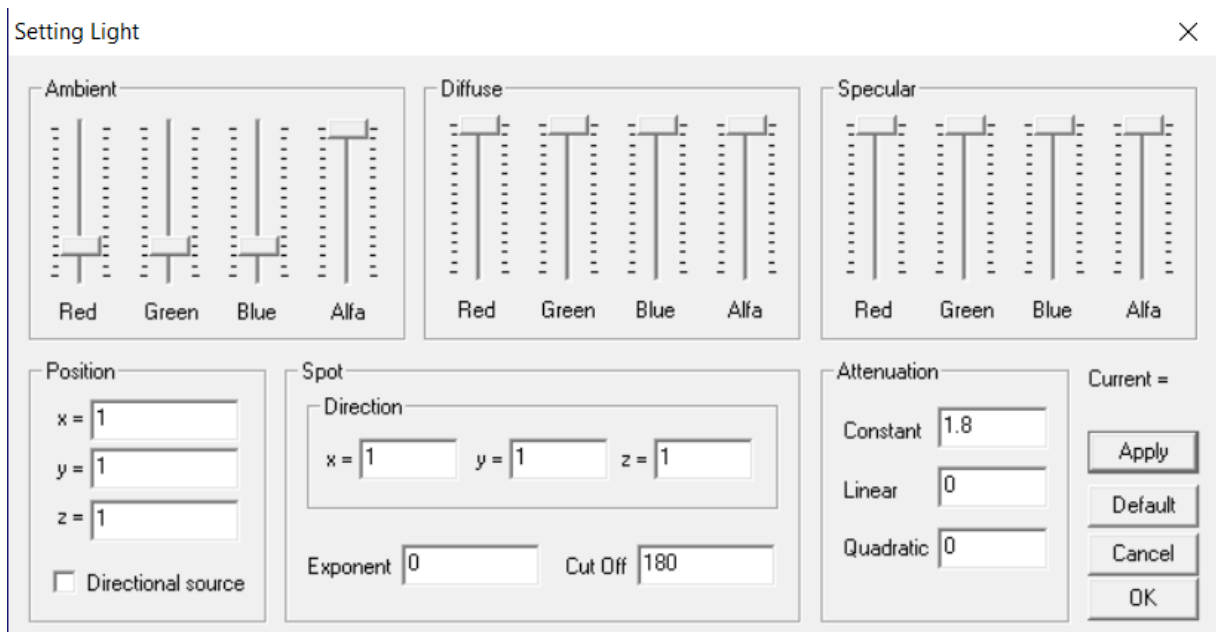 Setting Light
Ambient
Red Green Blue Alfa
Diffuse
Red Green Blue Alfa
Specular
Red Green Blue Alfa
Position
x = 1
y = 1
z = 1
Directional source
Spot
Direction
x = 1 y = 1 z = 1
Exponent 0 Cut Off 180
Attenuation
Constant 1.8
Linear 0
Quadratic 0
Current =
Apply
Default
Cancel
OK